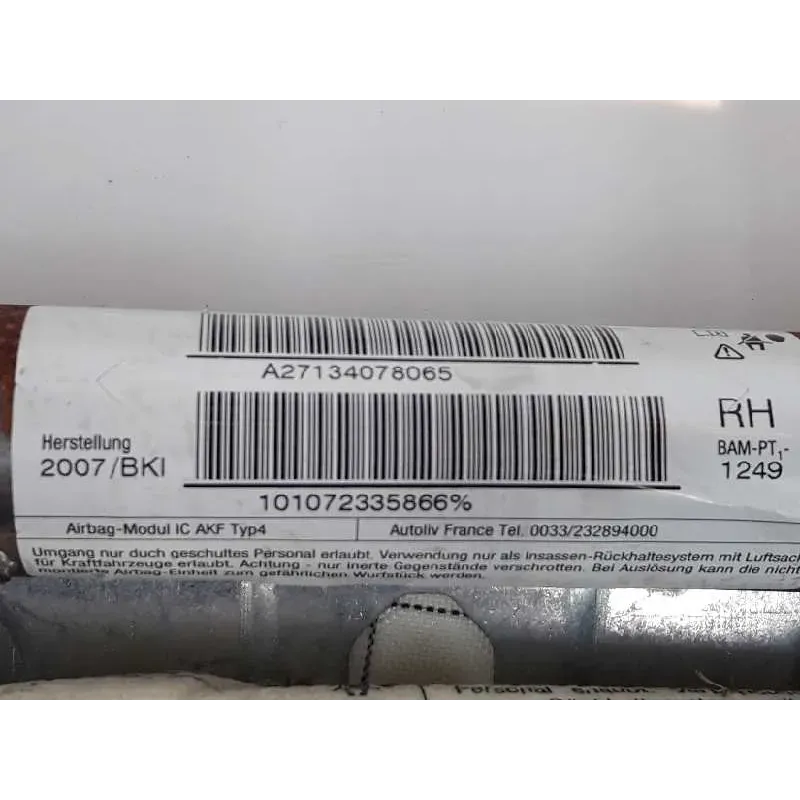 A27134078065
RH
Herstellung
2007/BKI
BAM-PT1-
1249
101072335866%
Airbag-Modul IC AKF Typ4 Autoliv France Tel. 0033/232894000
Umgang nur duch geschultes Personal erlaubt. Verwendung nur als Insassen-Rückhaltesystem mit Luftsac
für Kraftfahrzeuge erlaubt. Achtung - nur inerte Gegenstände verschrotten. Bei Auslösung kann die nicht
montierte Airbag-Einheit zum gefährlichen Wurfstück werden.
Personal